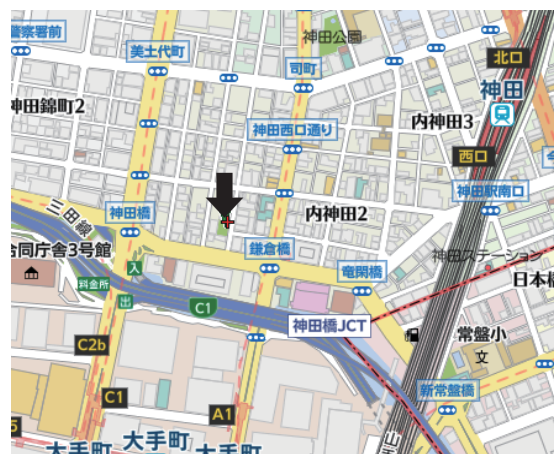 警察署前
美土代町
神田公園
北口
司町
神田
神田錦町2
内神田3
神田西口通り
西口
神田駅南口
三田線
神田橋
内神田2
合同庁舎3号館
鎌倉橋
竜閑橋
神田ステーション
入
料金所
出
C1
日本橋
神田橋JCT
常盤小
文
C2b
C1
A1
新常盤橋
大手町
大手町
大手町